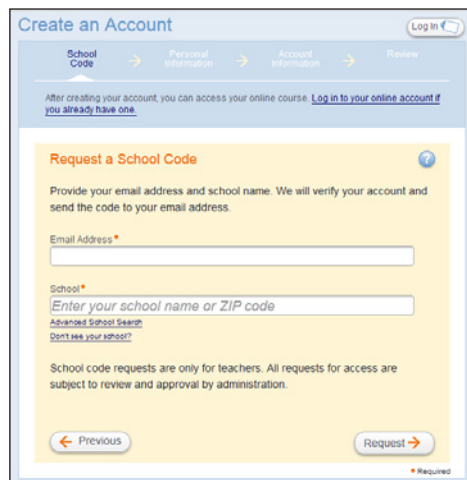 Create an Account
Log In
School
Code
Personal
Information
Account
Information
Review
After creating your account, you can access your online course. Log in to your online account if
you already have one.
Request a School Code
?
Provide your email address and school name. We will verify your account and
send the code to your email address.
Email Address *
School *
Enter your school name or ZIP code
Advanced School Search
Don't see your school?
School code requests are only for teachers. All requests for access are
subject to review and approval by administration.
Previous
Request
* Required